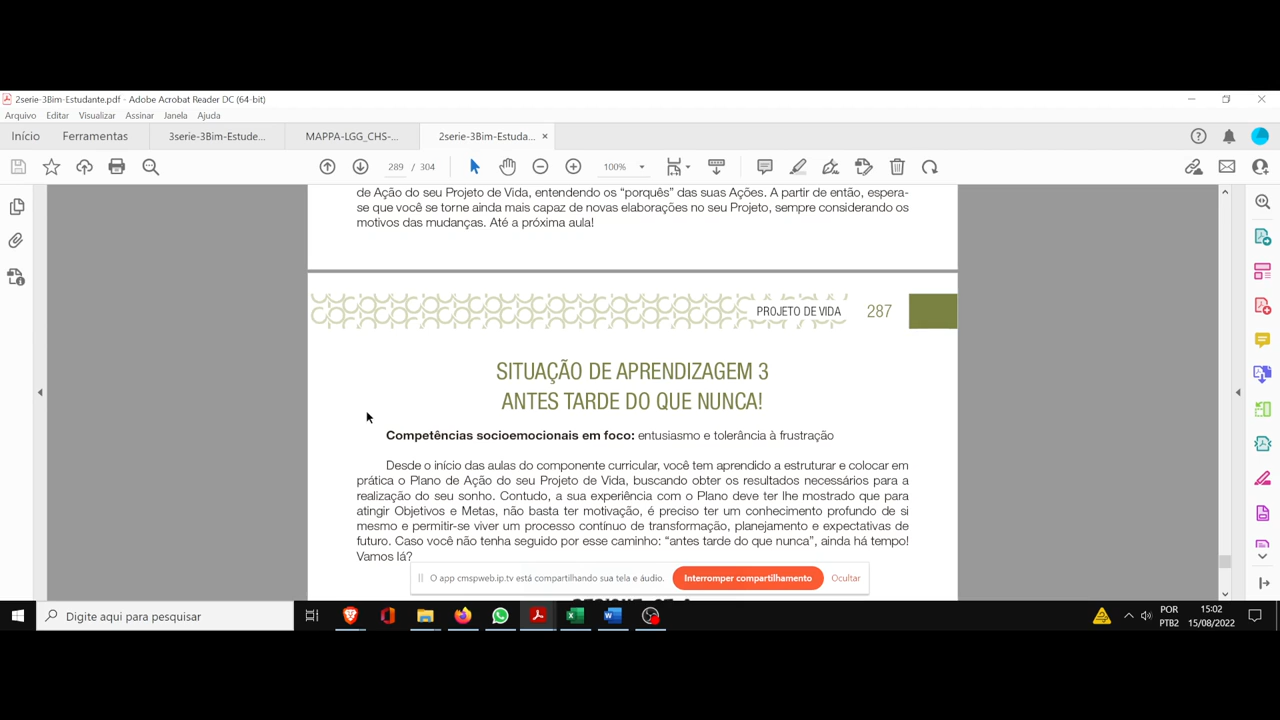 2serie-3Bim-Estudante.pdf - Adobe Acrobat Reader DC (64-bit)
Arquivo Editar Visualizar Assinar Janela Ajuda
Início Ferramentas 3serie-3Bim-Estude... MAPPA-LGG_CHS-... 2serie-3Bim-Estuda... ×
289 / 304 100%
de Ação do seu Projeto de Vida, entendendo os “porquês” das suas Ações. A partir de então, espera-
se que você se torne ainda mais capaz de novas elaborações no seu Projeto, sempre considerando os
motivos das mudanças. Até a próxima aula!
PROJETO DE VIDA 287
SITUAÇÃO DE APRENDIZAGEM 3
ANTES TARDE DO QUE NUNCA!
Competências socioemocionais em foco: entusiasmo e tolerância à frustração
Desde o início das aulas do componente curricular, você tem aprendido a estruturar e colocar em
prática o Plano de Ação do seu Projeto de Vida, buscando obter os resultados necessários para a
realização do seu sonho. Contudo, a sua experiência com o Plano deve ter lhe mostrado que para
atingir Objetivos e Metas, não basta ter motivação, é preciso ter um conhecimento profundo de si
mesmo e permitir-se viver um processo contínuo de transformação, planejamento e expectativas de
futuro. Caso você não tenha seguido por esse caminho: “antes tarde do que nunca”, ainda há tempo!
Vamos lá?
O app cmspweb.ip.tv está compartilhando sua tela e áudio. Interromper compartilhamento Ocultar
Digite aqui para pesquisar
POR 15:02
PTB2 15/08/2022